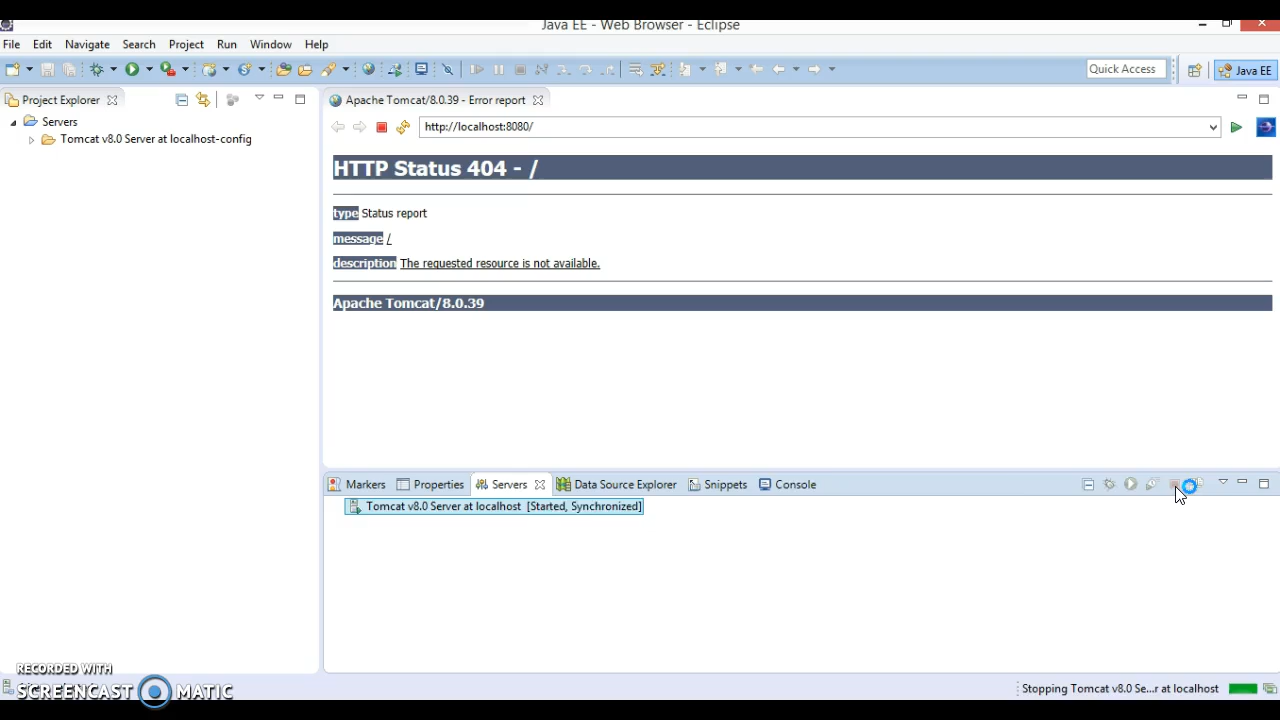 Java EE - Web Browser - Eclipse
File Edit Navigate Search Project Run Window Help
Quick Access
Java EE
Project Explorer
Servers
Tomcat v8.0 Server at localhost-config
Apache Tomcat/8.0.39 - Error report
http://localhost:8080/
HTTP Status 404 - /
type Status report
message /
description The requested resource is not available.
Apache Tomcat/8.0.39
Markers Properties Servers Data Source Explorer Snippets Console
Tomcat v8.0 Server at localhost [Started, Synchronized]
RECORDED WITH
SCREENCAST MATIC
Stopping Tomcat v8.0 Se...r at localhost